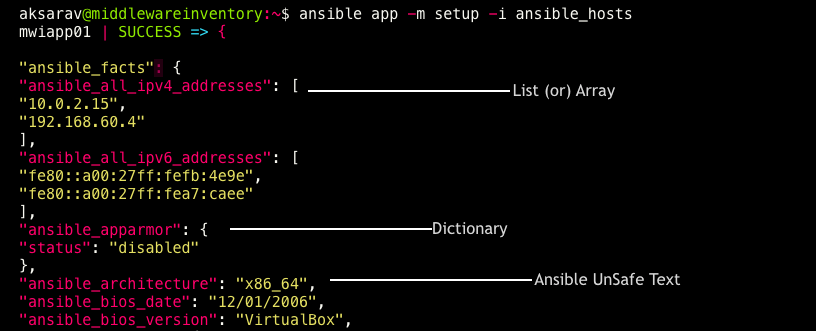 aksarav@middlewareinventory:~$ ansible app -m setup -i ansible_hosts
mwiapp01 | SUCCESS => {
"ansible_facts": {
"ansible_all_ipv4_addresses": [ List (or) Array
"10.0.2.15",
"192.168.60.4"
],
"ansible_all_ipv6_addresses": [
"fe80::a00:27ff:fefb:4e9e",
"fe80::a00:27ff:fea7:caee"
],
"ansible_apparmor": { Dictionary
"status": "disabled"
},
"ansible_architecture": "x86_64", Ansible UnSafe Text
"ansible_bios_date": "12/01/2006",
"ansible_bios_version": "VirtualBox",